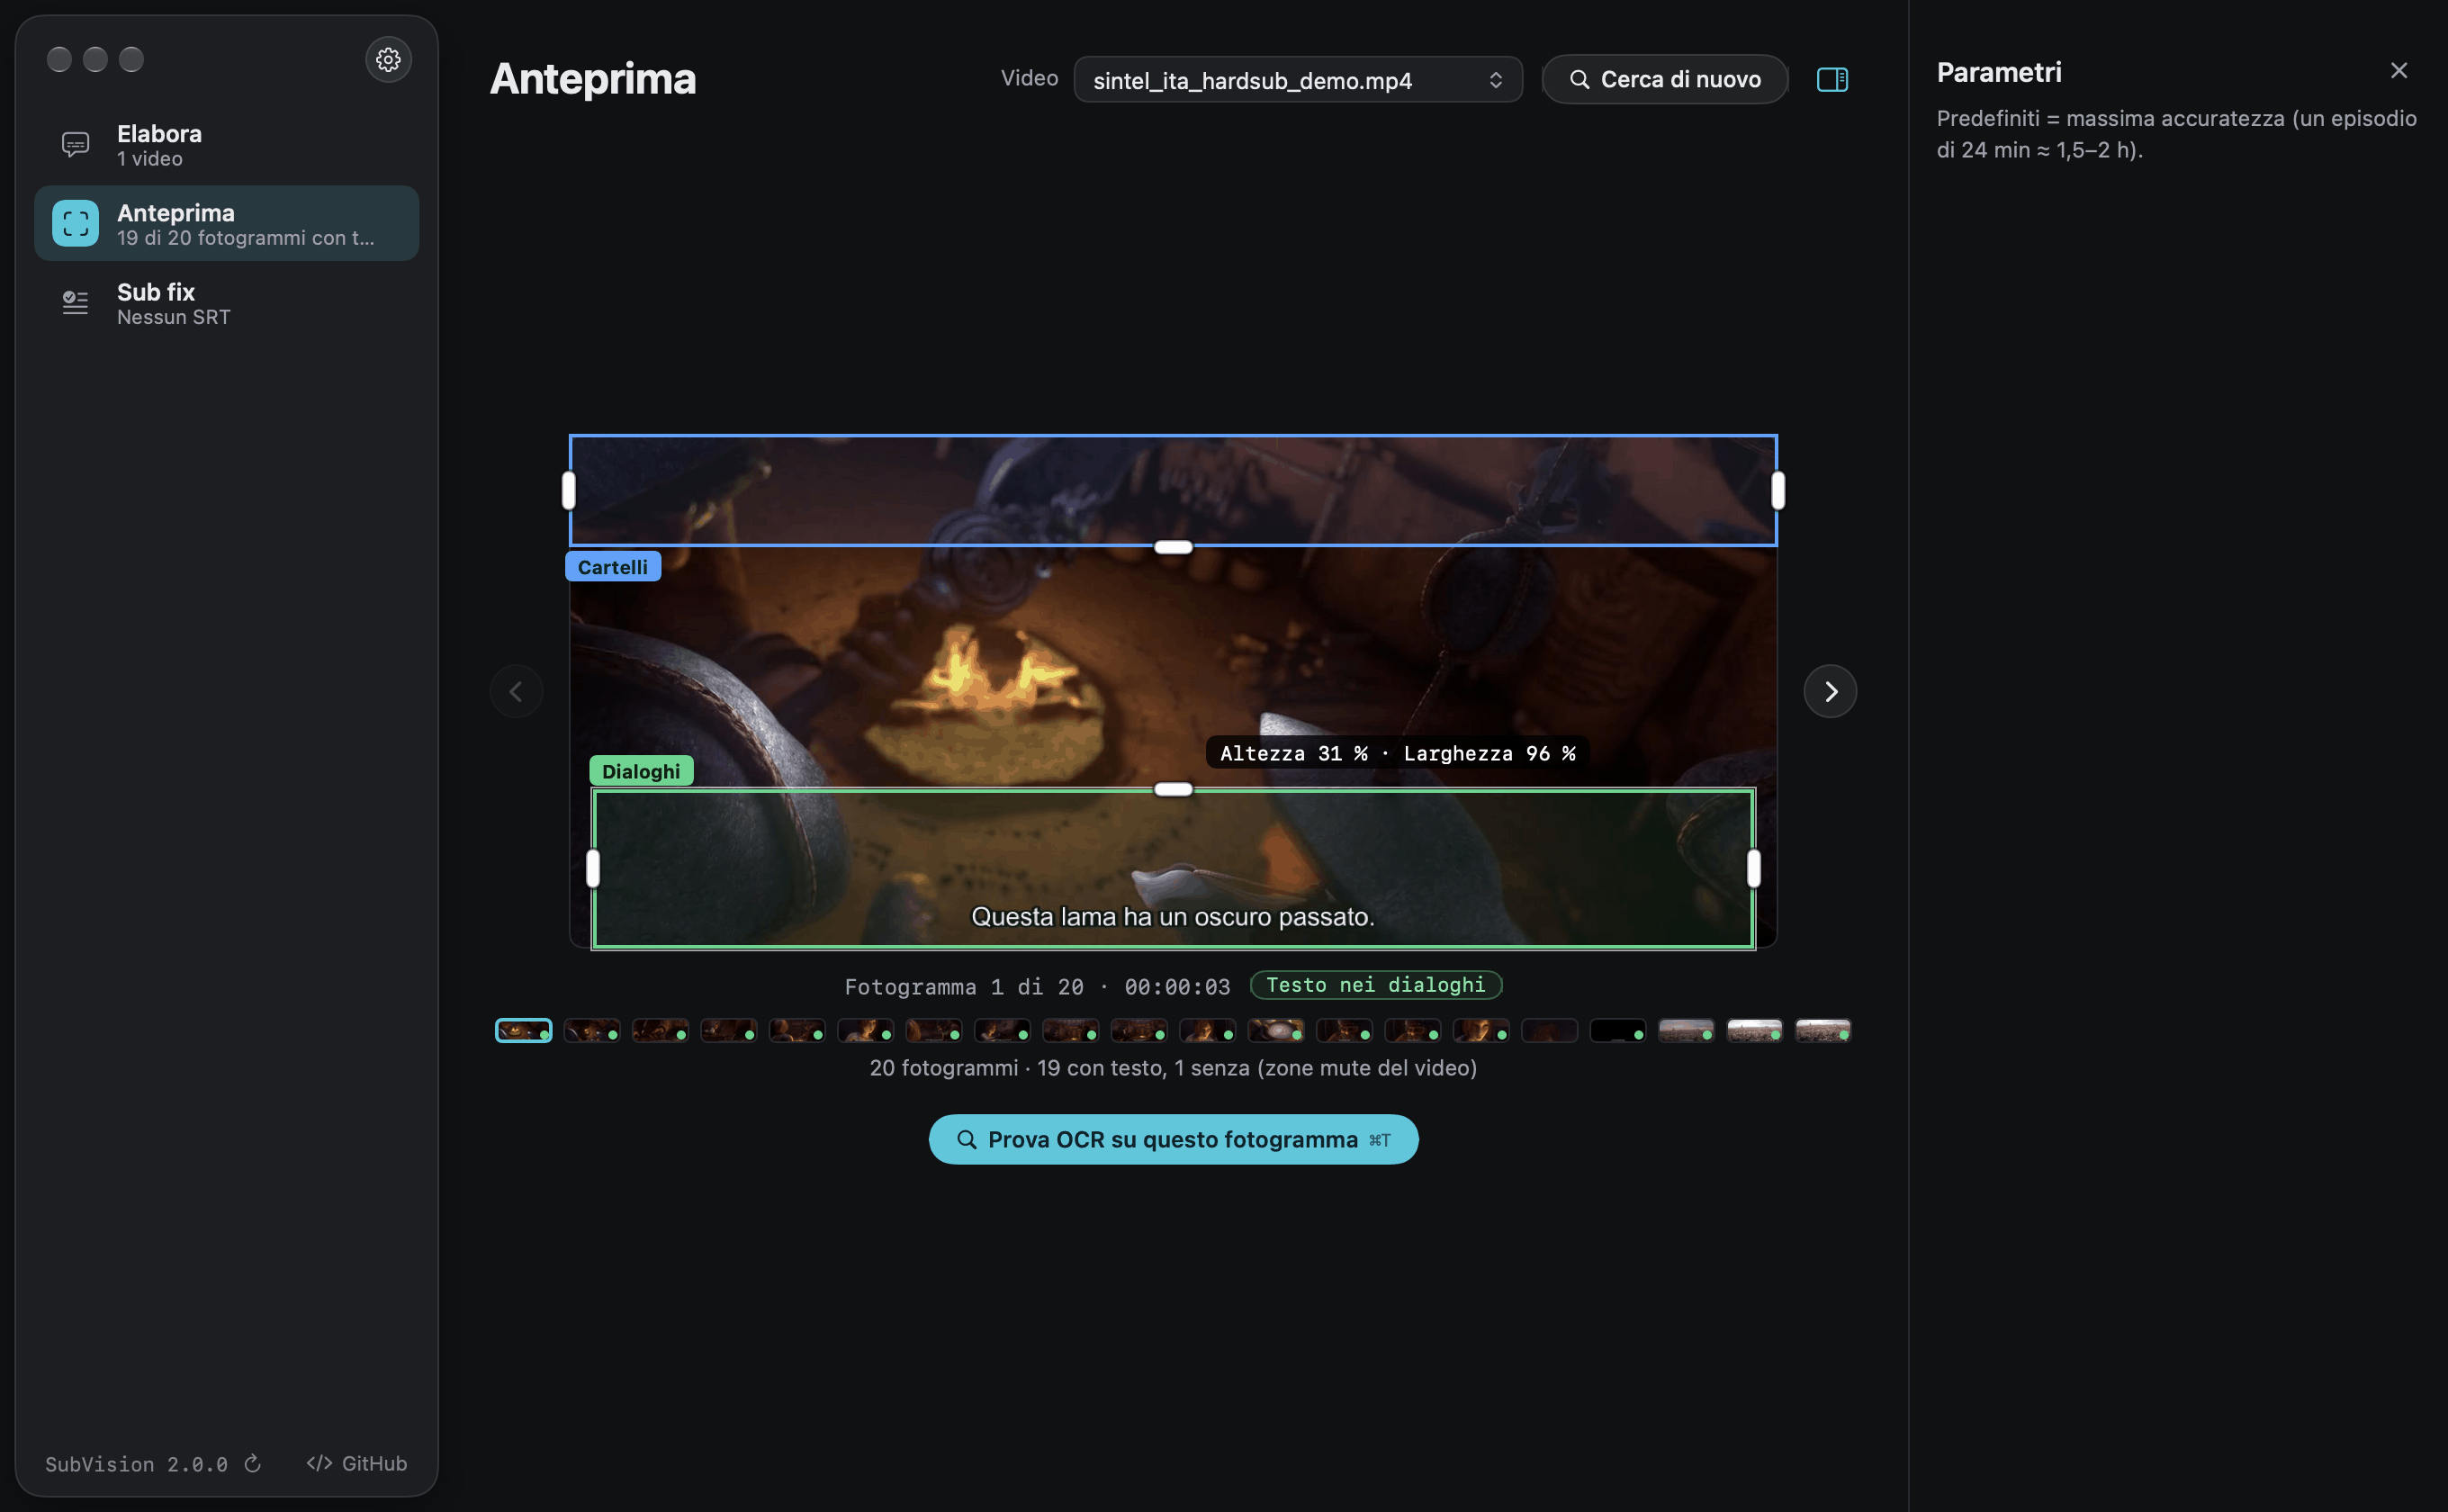 Elabora
1 video
Anteprima
19 di 20 fotogrammi con t...
Sub fix
Nessun SRT
SubVision 2.0.0
GitHub
Anteprima
Video
sintel_ita_hardsub_demo.mp4
Cerca di nuovo
Cartelli
Altezza 31 % · Larghezza 96 %
Dialoghi
Questa lama ha un oscuro passato.
Fotogramma 1 di 20 · 00:00:03
Testo nei dialoghi
20 fotogrammi · 19 con testo, 1 senza (zone mute del video)
Prova OCR su questo fotogramma ⌘T
Parametri
Predefiniti = massima accuratezza (un episodio
di 24 min ≈ 1,5–2 h).